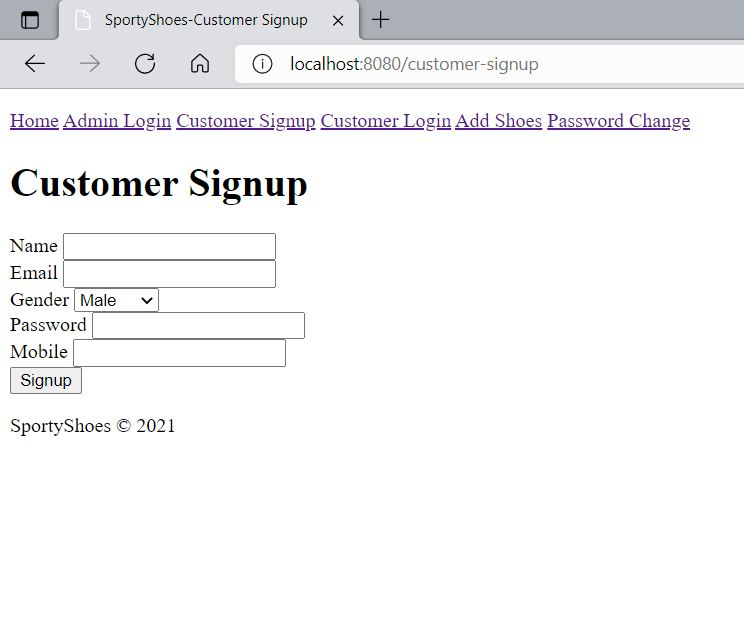 SportyShoes-Customer Signup
localhost:8080/customer-signup
Home Admin Login Customer Signup Customer Login Add Shoes Password Change
Customer Signup
Name
Email
Gender Male
Password
Mobile
Signup
SportyShoes © 2021